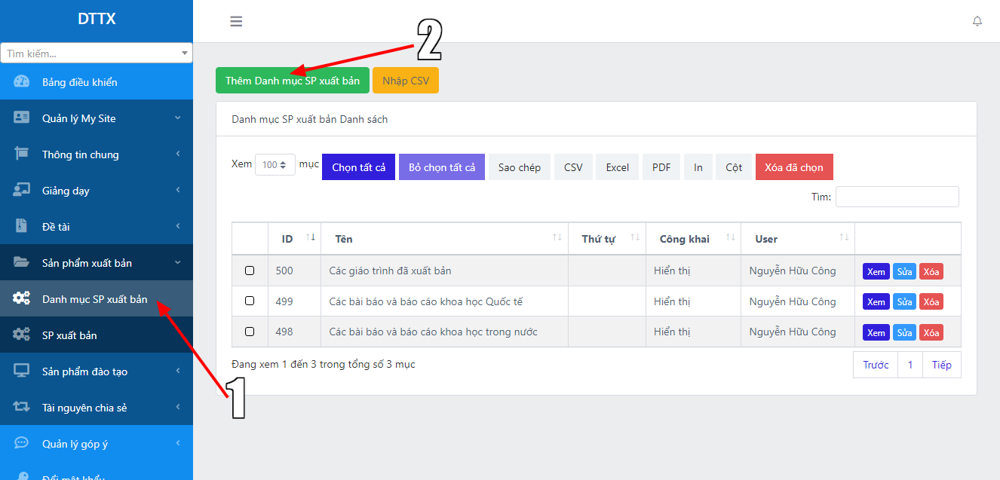 DTTX
Tìm kiếm...
Bảng điều khiển
Quản lý My Site
Thông tin chung
Giảng dạy
Đề tài
Sản phẩm xuất bản
Danh mục SP xuất bản
SP xuất bản
Sản phẩm đào tạo
Tài nguyên chia sẻ
Quản lý góp ý
Đổi mật khẩu
1
2
Thêm Danh mục SP xuất bản Nhập CSV
Danh mục SP xuất bản Danh sách
Xem 100 mục Chọn tất cả Bỏ chọn tất cả Sao chép CSV Excel PDF In Cột Xóa đã chọn
Tìm:
ID Tên Thứ tự Công khai User
500 Các giáo trình đã xuất bản Hiển thị Nguyễn Hữu Công Xem Sửa Xóa
499 Các bài báo và báo cáo khoa học Quốc tế Hiển thị Nguyễn Hữu Công Xem Sửa Xóa
498 Các bài báo và báo cáo khoa học trong nước Hiển thị Nguyễn Hữu Công Xem Sửa Xóa
Đang xem 1 đến 3 trong tổng số 3 mục
Trước 1 Tiếp